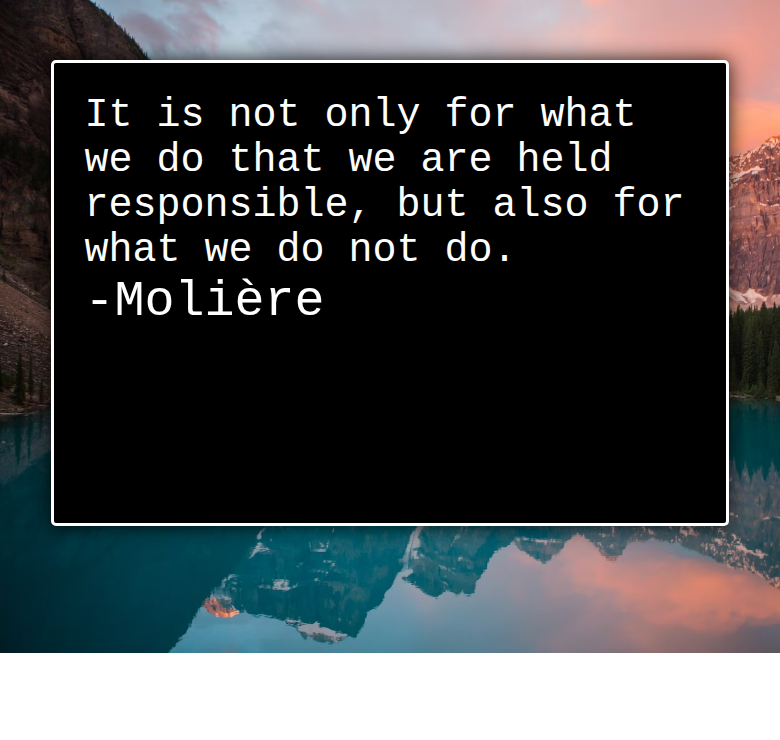 It is not only for what
we do that we are held
responsible, but also for
what we do not do.
-Molière